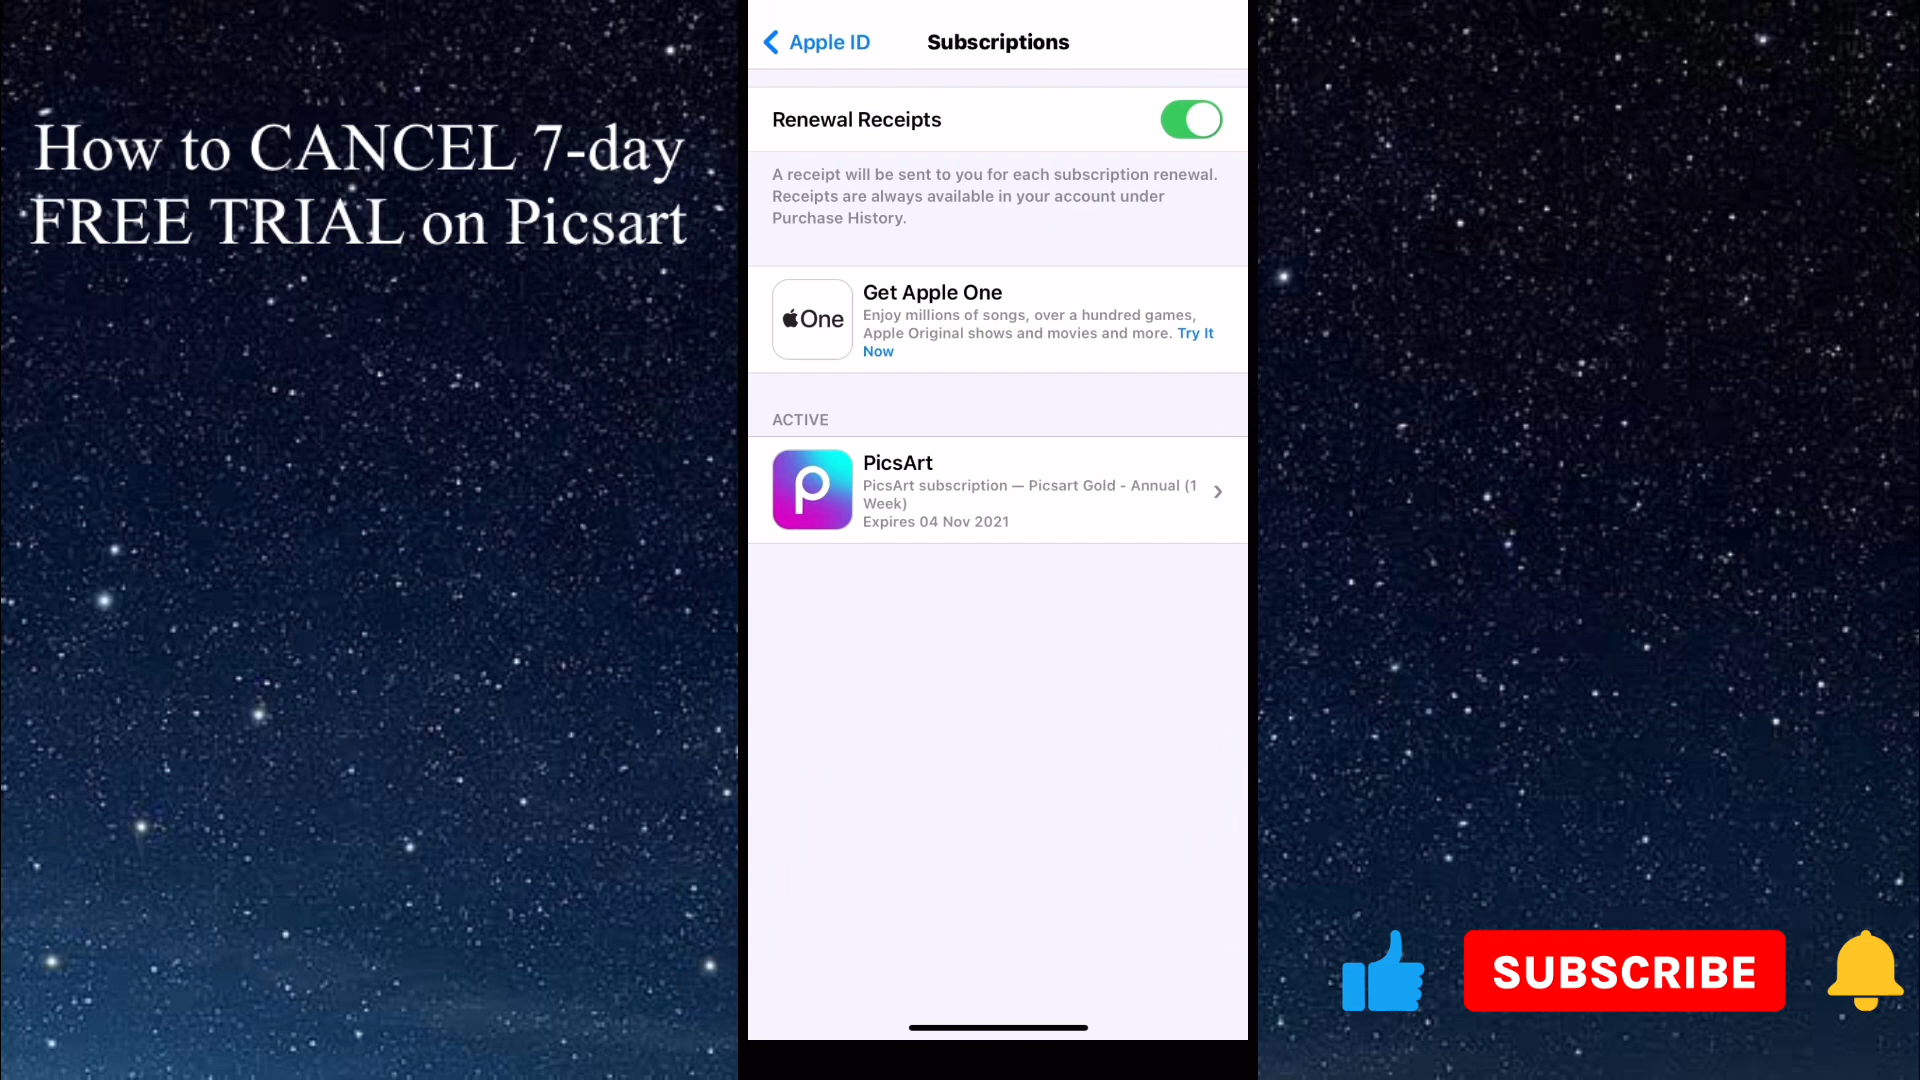 How to CANCEL 7-day
FREE TRIAL on Picsart
Apple ID
Subscriptions
Renewal Receipts
A receipt will be sent to you for each subscription renewal.
Receipts are always available in your account under
Purchase History.
One
Get Apple One
Enjoy millions of songs, over a hundred games,
Apple Original shows and movies and more. Try It
Now
ACTIVE
PicsArt
PicsArt subscription — Picsart Gold - Annual (1
Week)
Expires 04 Nov 2021
SUBSCRIBE